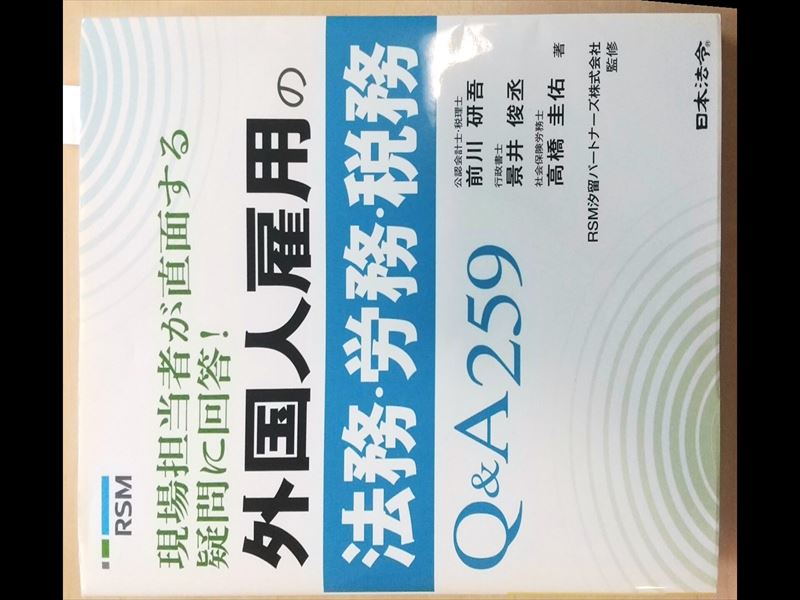 RSM
現場担当者が直面する
疑問に回答!
外国人雇用の
法務・労務・税務
Q&A259
公認会計士・税理士
前川 研吾
行政書士
景井 俊丞
社会保険労務士
高橋 圭佑 著
RSM汐留パートナーズ株式会社 監修
日本法令®